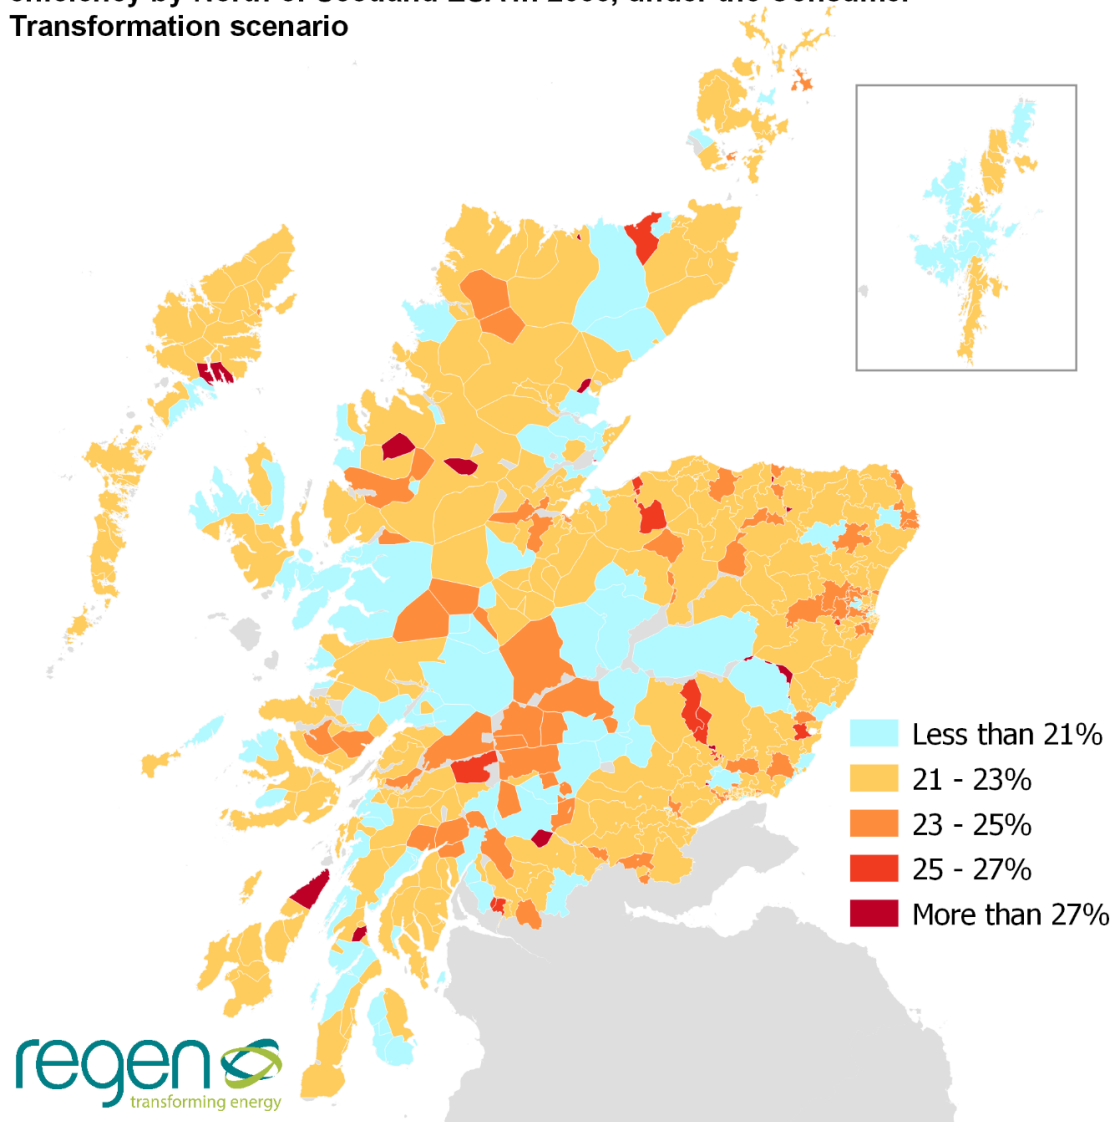 Transformation scenario
Less than 21%
21 - 23%
23 - 25%
25 - 27%
More than 27%
regen
transforming energy